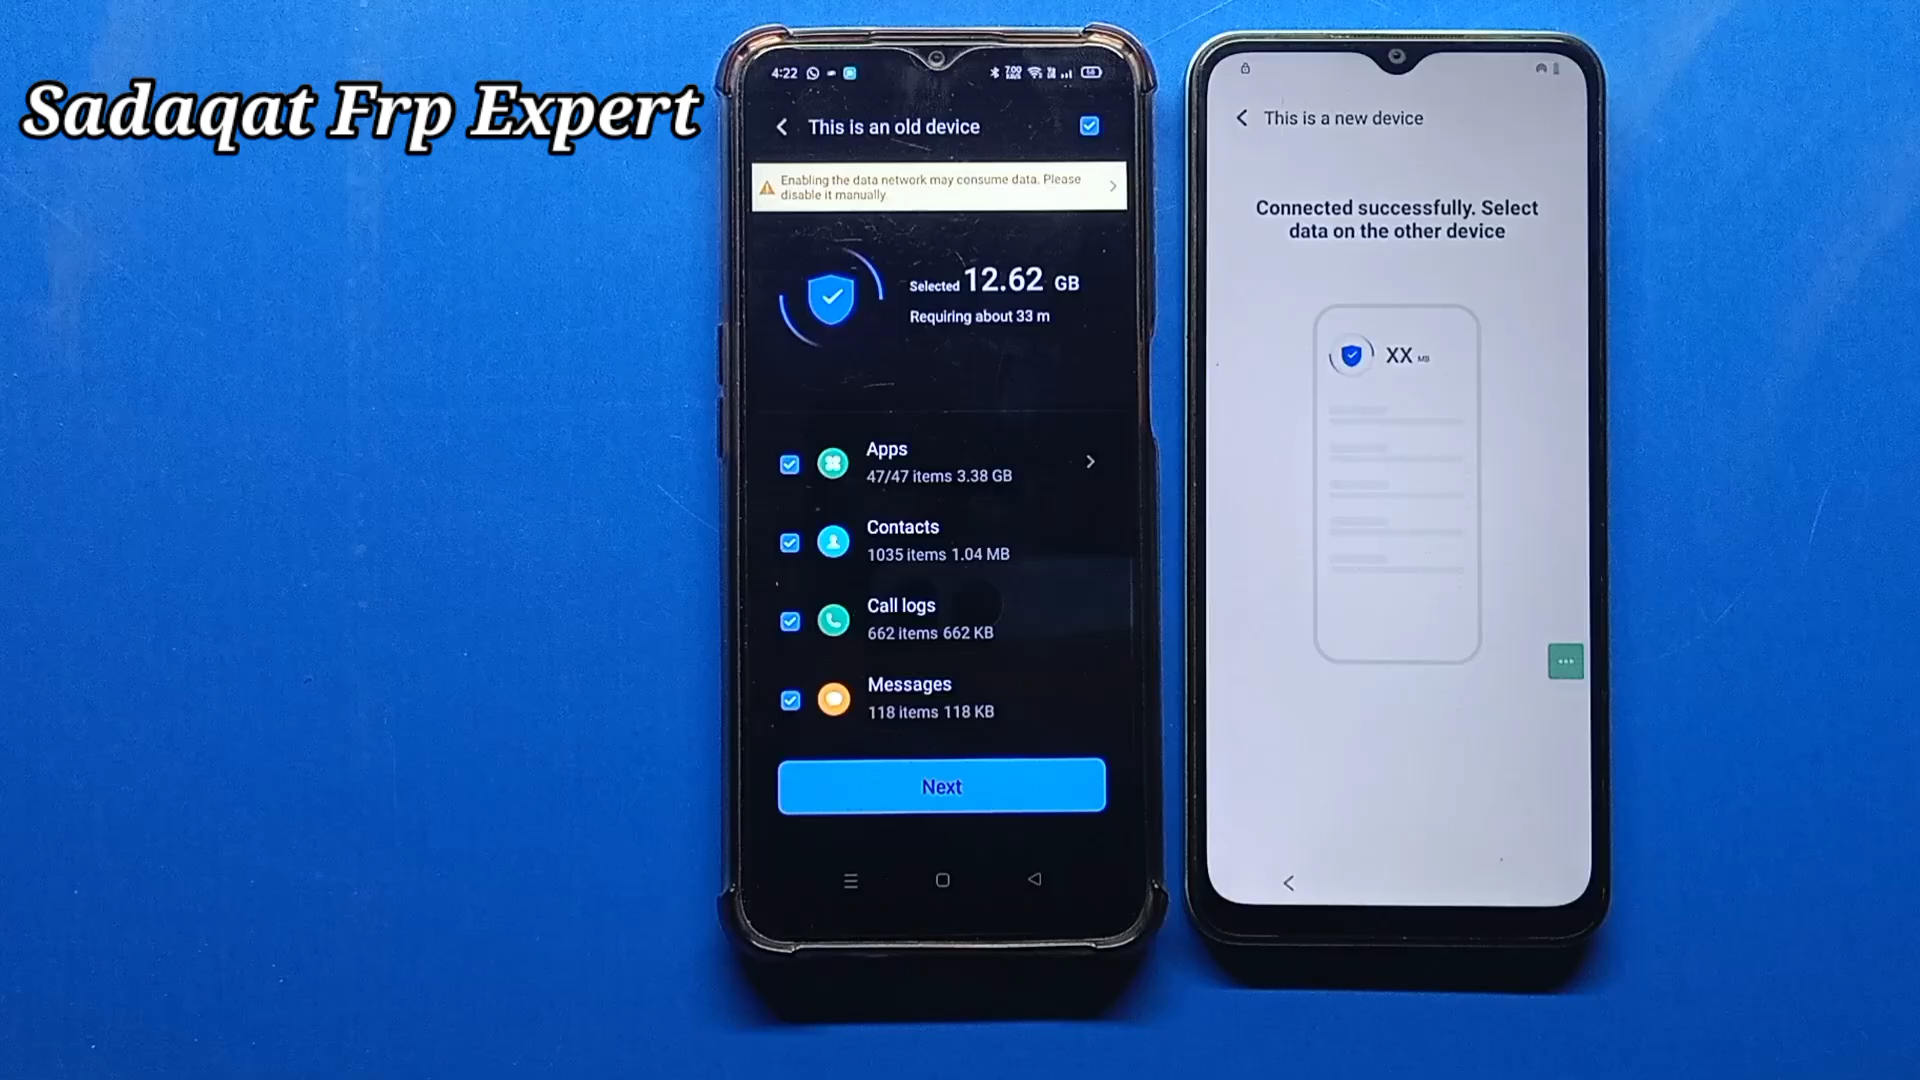 Sadaqat Frp Expert
4:22
This is an old device
Enabling the data network may consume data. Please
disable it manually.
Selected 12.62 GB
Requiring about 33 m
Apps
47/47 items 3.38 GB
Contacts
1035 items 1.04 MB
Call logs
662 items 662 KB
Messages
118 items 118 KB
Next
This is a new device
Connected successfully. Select
data on the other device
XX MB